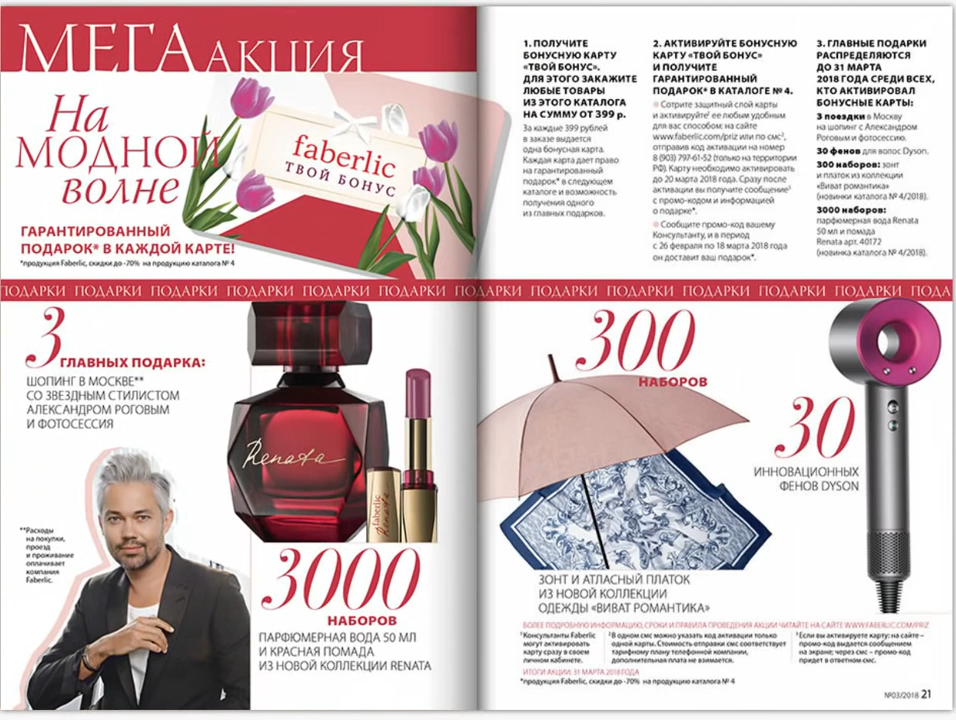 МЕГААКЦИЯ
На
МОДНОЙ
волне
faberlic
ТВОЙ БОНУС
ГАРАНТИРОВАННЫЙ
ПОДАРОК* В КАЖДОЙ КАРТЕ!
*продукция Faberlic, скидки до -70% на продукцию каталога № 4
1. ПОЛУЧИТЕ
БОНУСНУЮ КАРТУ
«ТВОЙ БОНУС».
ДЛЯ ЭТОГО ЗАКАЖИТЕ
ЛЮБЫЕ ТОВАРЫ
ИЗ ЭТОГО КАТАЛОГА
НА СУММУ ОТ 399 р.
За каждые 399 рублей
в заказе выдается
одна бонусная карта.
Каждая карта дает право
на гарантированный
подарок* в следующем
каталоге и возможность
получения одного
из главных подарков.
2. АКТИВИРУЙТЕ БОНУСНУЮ
КАРТУ «ТВОЙ БОНУС»
И ПОЛУЧИТЕ
ГАРАНТИРОВАННЫЙ
ПОДАРОК* В КАТАЛОГЕ № 4.
Сотрите защитный слой карты
и активируйте¹ ее любым удобным
для вас способом: на сайте
www.faberlic.com/priz или по смс²,
отправив код активации на номер
8 (903) 797-61-52 (только на территории
РФ). Карту необходимо активировать
до 20 марта 2018 года. Сразу после
активации вы получите сообщение³
с промо-кодом и информацией
о подарке*.
Сообщите промо-код вашему
Консультанту, и в период
с 26 февраля по 18 марта 2018 года
он доставит ваш подарок*.
3. ГЛАВНЫЕ ПОДАРКИ
РАСПРЕДЕЛЯЮТСЯ
ДО 31 МАРТА
2018 ГОДА СРЕДИ ВСЕХ,
КТО АКТИВИРОВАЛ
БОНУСНЫЕ КАРТЫ:
3 поездки в Москву
на шопинг с Александром
Роговым и фотосессию.
30 фенов для волос Dyson.
300 наборов: зонт
и платок из коллекции
«Виват романтика»
(новинки каталога № 4/2018).
3000 наборов:
парфюмерная вода Renata
50 мл и помада
Renata арт. 40172
(новинка каталога № 4/2018).
ПОДАРКИ ПОДАРКИ ПОДАРКИ ПОДАРКИ ПОДАРКИ ПОДАРКИ ПОДАРКИ ПОДАРКИ ПОДАРКИ ПОДАРКИ ПОДАРКИ ПОДАРКИ ПОДА
3
ГЛАВНЫХ ПОДАРКА:
ШОПИНГ В МОСКВЕ**
СО ЗВЕЗДНЫМ СТИЛИСТОМ
АЛЕКСАНДРОМ РОГОВЫМ
И ФОТОСЕССИЯ
**Расходы
на покупки,
проезд
и проживание
оплачивает
компания
Faberlic.
Renata
faberlic
Renata
3000
НАБОРОВ
ПАРФЮМЕРНАЯ ВОДА 50 МЛ
И КРАСНАЯ ПОМАДА
ИЗ НОВОЙ КОЛЛЕКЦИИ RENATA
300
НАБОРОВ
ЗОНТ И АТЛАСНЫЙ ПЛАТОК
ИЗ НОВОЙ КОЛЛЕКЦИИ
ОДЕЖДЫ «ВИВАТ РОМАНТИКА»
30
ИННОВАЦИОННЫХ
ФЕНОВ DYSON
БОЛЕЕ ПОДРОБНУЮ ИНФОРМАЦИЮ, СРОКИ И ПРАВИЛА ПРОВЕДЕНИЯ АКЦИИ ЧИТАЙТЕ НА САЙТЕ WWW.FABERLIC.COM/PRIZ
¹Консультанты Faberlic
могут активировать
карту сразу в своем
личном кабинете.
²В одном смс можно указать код активации только
одной карты. Стоимость отправки смс соответствует
тарифному плану телефонной компании,
дополнительная плата не взимается.
³Если вы активируете карту: на сайте –
промо-код выдается сообщением
на экране; через смс – промо-код
придет в ответном смс.
ИТОГИ АКЦИИ: 31 МАРТА 2018 ГОДА
*продукция Faberlic, скидки до -70% на продукцию каталога № 4
№03/2018 21